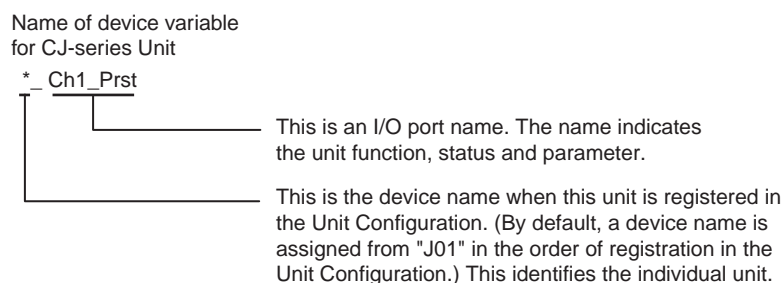 Name of device variable
for CJ-series Unit
*_ Ch1_Prst
This is an I/O port name. The name indicates
the unit function, status and parameter.
This is the device name when this unit is registered in
the Unit Configuration. (By default, a device name is
assigned from "J01" in the order of registration in the
Unit Configuration.) This identifies the individual unit.